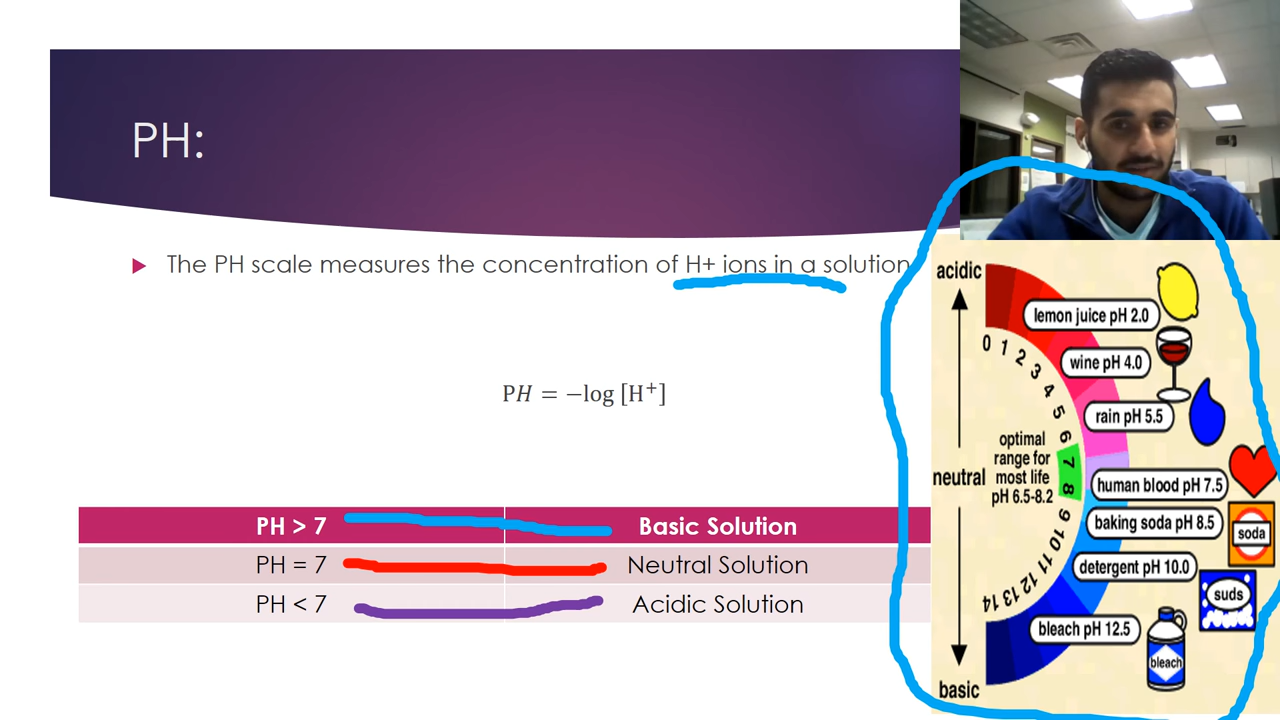 PH:
The PH scale measures the concentration of H+ ions in a solution
PH = −log [H⁺]
PH > 7 Basic Solution
PH = 7 Neutral Solution
PH < 7 Acidic Solution
acidic
lemon juice pH 2.0
wine pH 4.0
rain pH 5.5
0 1 2 3 4 5 6 7 8 9 10 11 12 13 14
optimal
range for
most life
pH 6.5-8.2
neutral
human blood pH 7.5
baking soda pH 8.5
soda
detergent pH 10.0
suds
bleach pH 12.5
bleach
basic